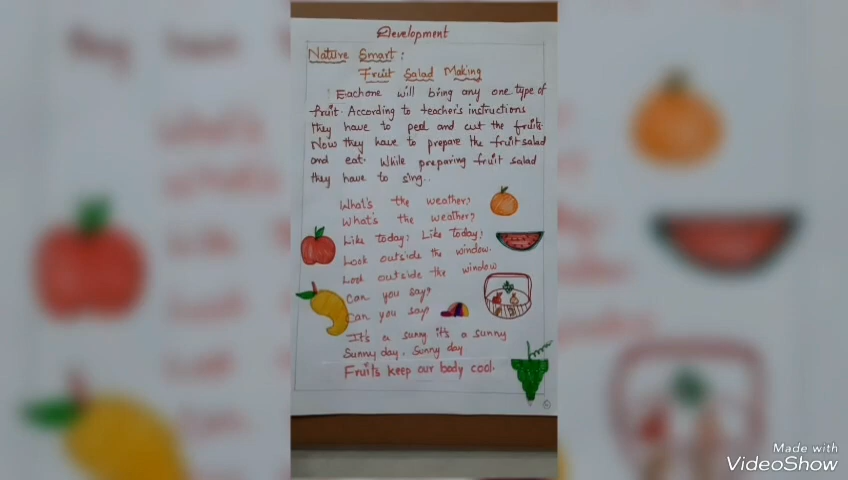 Development
Nature Smart:
Fruit Salad Making
Eachone will bring any one type of
fruit. According to teacher's instructions
they have to peel and cut the fruits.
Now they have to prepare the fruit salad
and eat. While preparing fruit salad
they have to sing..
What's the weather?
What's the weather?
Like today? Like today?
Look outside the window.
Look outside the window
Can you say?
Can you say?
It's a sunny it's a sunny
Sunny day. Sunny day
Fruits keep our body cool.
Made with
VideoShow